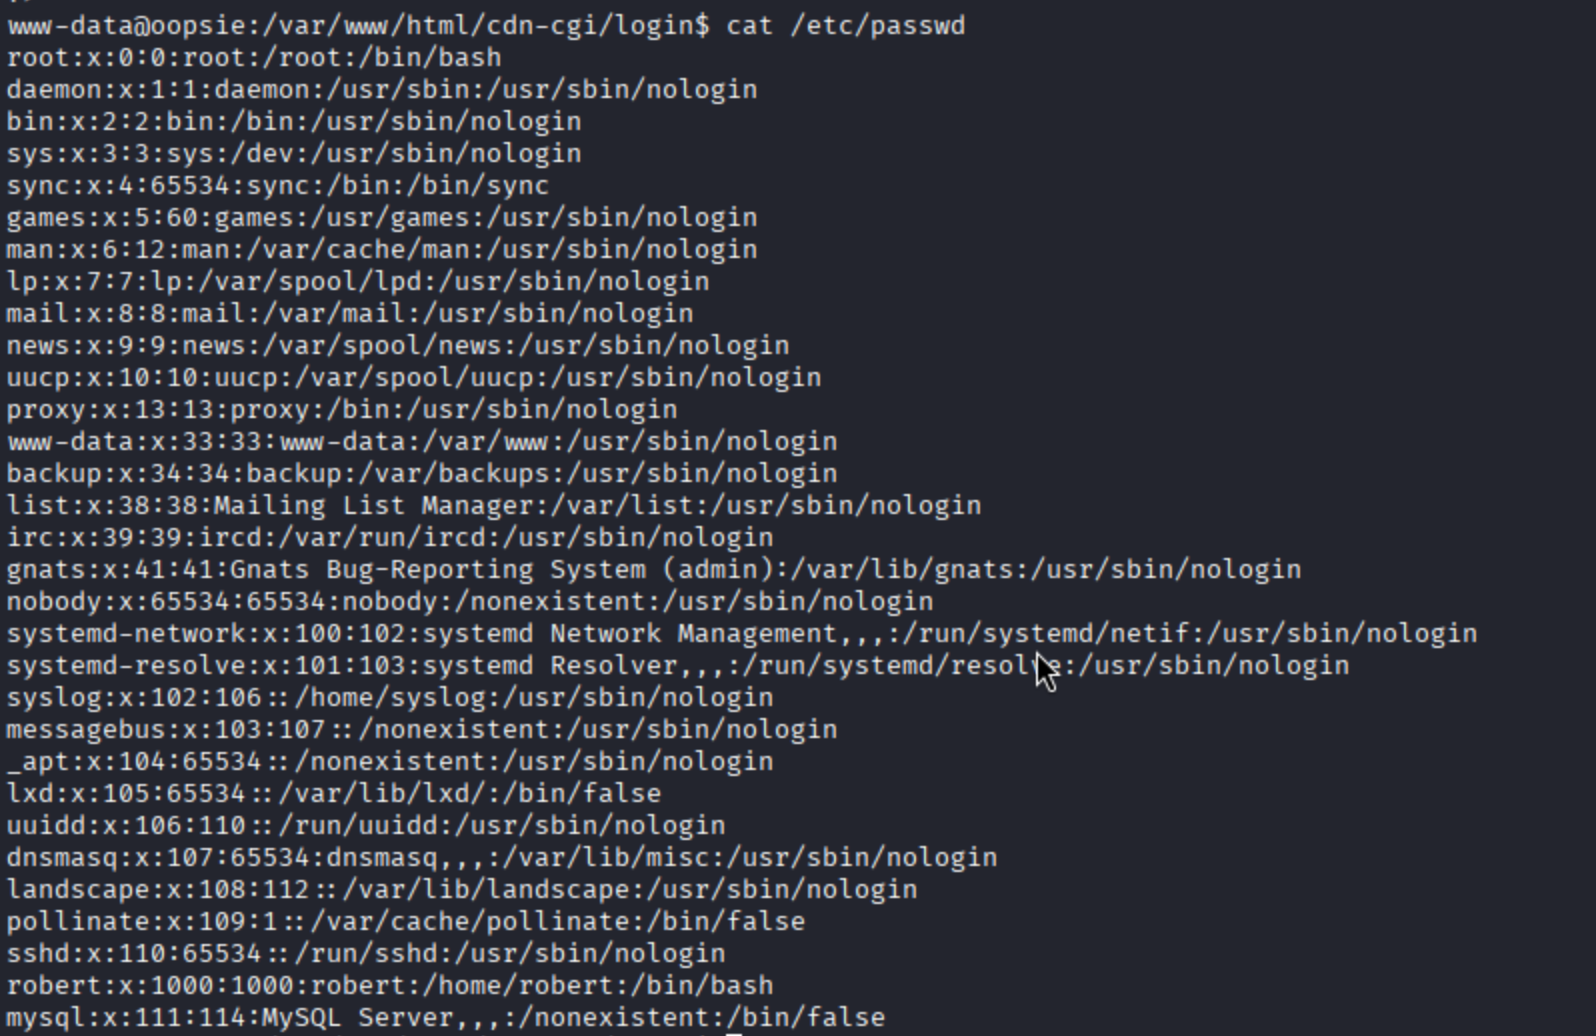 www-data@oopsie:/var/www/html/cdn-cgi/login$ cat /etc/passwd
root:x:0:0:root:/root:/bin/bash
daemon:x:1:1:daemon:/usr/sbin:/usr/sbin/nologin
bin:x:2:2:bin:/bin:/usr/sbin/nologin
sys:x:3:3:sys:/dev:/usr/sbin/nologin
sync:x:4:65534:sync:/bin:/bin/sync
games:x:5:60:games:/usr/games:/usr/sbin/nologin
man:x:6:12:man:/var/cache/man:/usr/sbin/nologin
lp:x:7:7:lp:/var/spool/lpd:/usr/sbin/nologin
mail:x:8:8:mail:/var/mail:/usr/sbin/nologin
news:x:9:9:news:/var/spool/news:/usr/sbin/nologin
uucp:x:10:10:uucp:/var/spool/uucp:/usr/sbin/nologin
proxy:x:13:13:proxy:/bin:/usr/sbin/nologin
www-data:x:33:33:www-data:/var/www:/usr/sbin/nologin
backup:x:34:34:backup:/var/backups:/usr/sbin/nologin
list:x:38:38:Mailing List Manager:/var/list:/usr/sbin/nologin
irc:x:39:39:ircd:/var/run/ircd:/usr/sbin/nologin
gnats:x:41:41:Gnats Bug-Reporting System (admin):/var/lib/gnats:/usr/sbin/nologin
nobody:x:65534:65534:nobody:/nonexistent:/usr/sbin/nologin
systemd-network:x:100:102:systemd Network Management,,,:/run/systemd/netif:/usr/sbin/nologin
systemd-resolve:x:101:103:systemd Resolver,,,:/run/systemd/resolve:/usr/sbin/nologin
syslog:x:102:106::/home/syslog:/usr/sbin/nologin
messagebus:x:103:107::/nonexistent:/usr/sbin/nologin
_apt:x:104:65534::/nonexistent:/usr/sbin/nologin
lxd:x:105:65534::/var/lib/lxd/:/bin/false
uuidd:x:106:110::/run/uuidd:/usr/sbin/nologin
dnsmasq:x:107:65534:dnsmasq,,,:/var/lib/misc:/usr/sbin/nologin
landscape:x:108:112::/var/lib/landscape:/usr/sbin/nologin
pollinate:x:109:1::/var/cache/pollinate:/bin/false
sshd:x:110:65534::/run/sshd:/usr/sbin/nologin
robert:x:1000:1000:robert:/home/robert:/bin/bash
mysql:x:111:114:MySQL Server,,,:/nonexistent:/bin/false